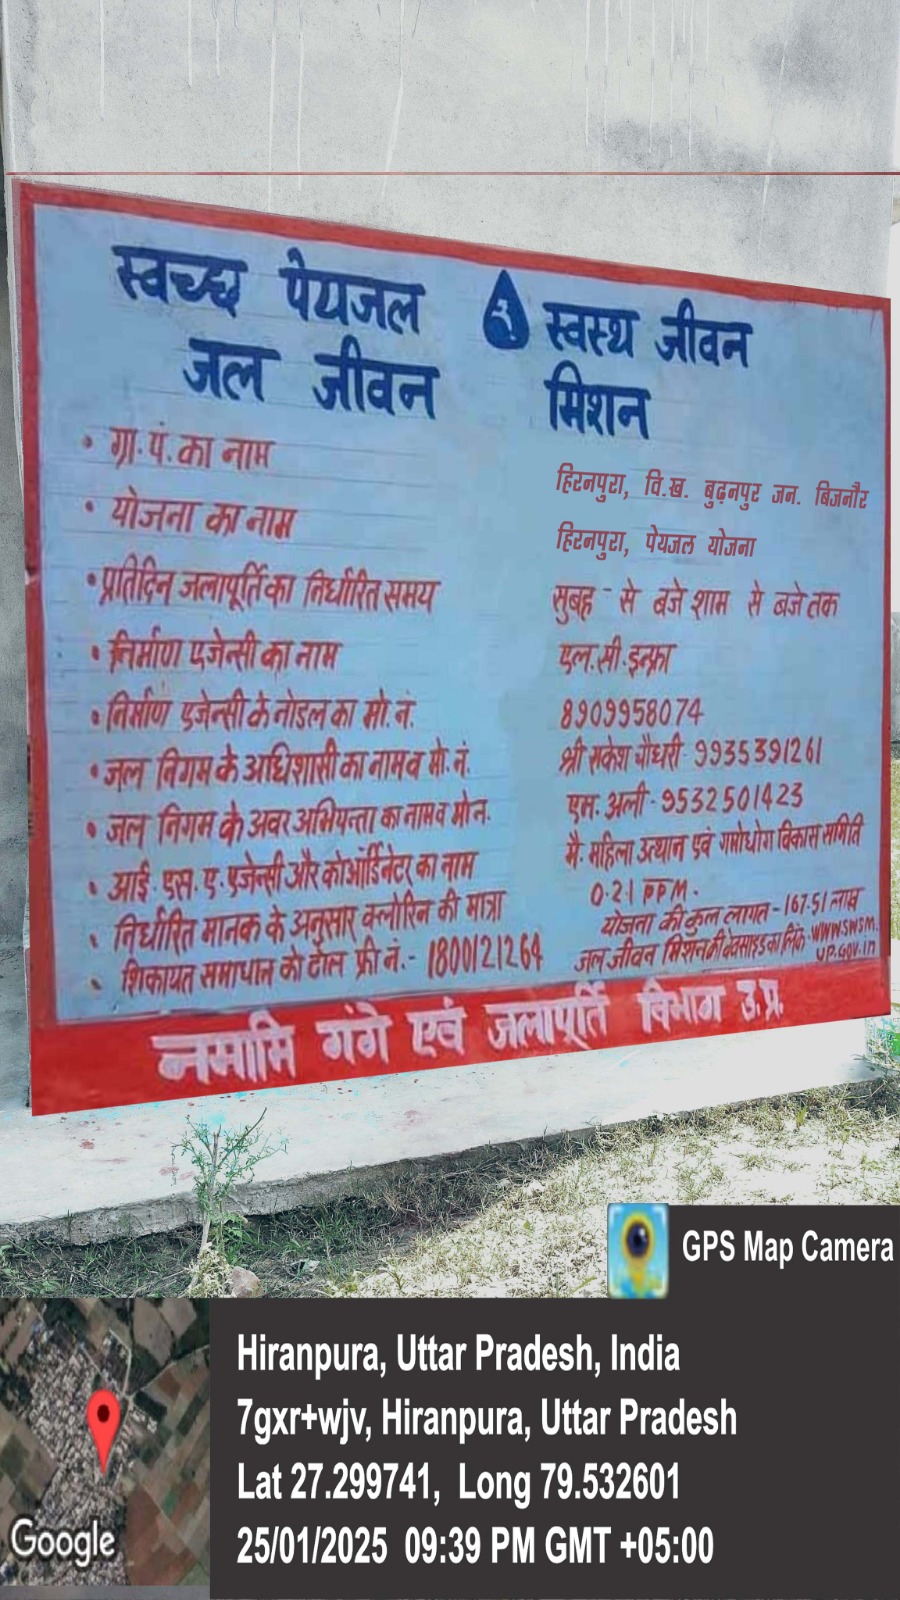 स्वच्छ पेयजल स्वस्थ जीवन
जल जीवन मिशन
• ग्रा. पं. का नाम हिरनपुरा, वि.ख. बुढ़नपुर जन. बिजनौर
• योजना का नाम हिरनपुरा, पेयजल योजना
• प्रतिदिन जलापूर्ति का निर्धारित समय सुबह - से बजे शाम से बजे तक
• निर्माण एजेन्सी का नाम एल.सी.इन्फ्रा
• निर्माण एजेन्सी के नोडल का मो. नं. 8909958074
• जल निगम के अधिशासी का नाम व मो. नं. श्री राकेश चौधरी - 9935391261
• जल निगम के अवर अभियन्ता का नाम व मो न. एम. अली - 9532501423
• आई. एस. ए. एजेन्सी और कोऑर्डिनेटर का नाम मै. महिला उत्थान एवं गमोधोग विकास समिति
• निर्धारित मानक के अनुसार क्लोरिन की मात्रा 0.21 PPM.
योजना की कुल लागत - 167.51 लाख
• शिकायत समाधान को टोल फ्री नं. - 1800121264
जल जीवन मिशन की वेवसाइड का लिंक - WWW.SWSM.
UP.GOV.in
नमामि गंगे एवं जलापूर्ति विभाग उ.प्र.
GPS Map Camera
Hiranpura, Uttar Pradesh, India
7gxr+wjv, Hiranpura, Uttar Pradesh
Lat 27.299741, Long 79.532601
25/01/2025 09:39 PM GMT +05:00
Google